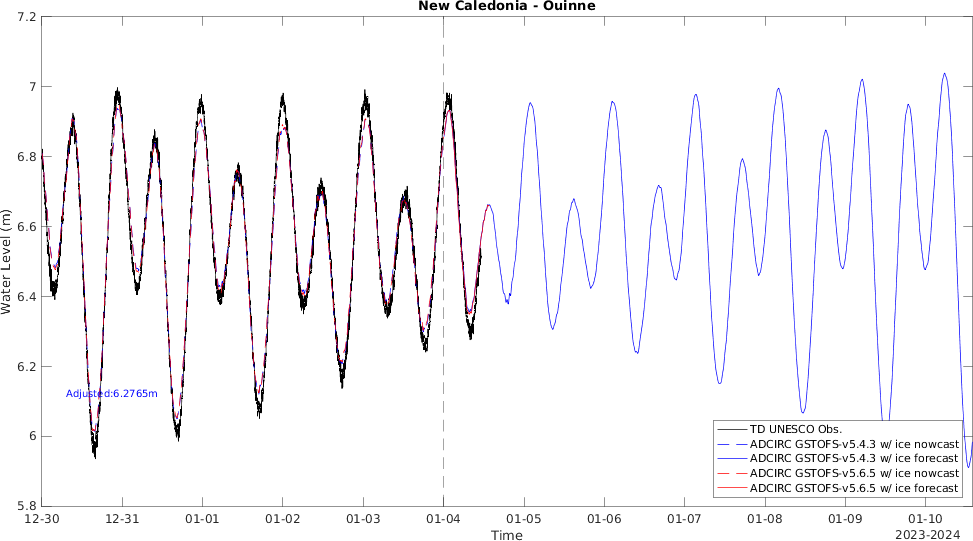 New Caledonia - Ouinne
7.2
7
6.8
6.6
6.4
6.2
6
5.8
Water Level (m)
Adjusted:6.2765m
TD UNESCO Obs.
ADCIRC GSTOFS-v5.4.3 w/ ice nowcast
ADCIRC GSTOFS-v5.4.3 w/ ice forecast
ADCIRC GSTOFS-v5.6.5 w/ ice nowcast
ADCIRC GSTOFS-v5.6.5 w/ ice forecast
12-30 12-31 01-01 01-02 01-03 01-04 01-05 01-06 01-07 01-08 01-09 01-10
Time
2023-2024